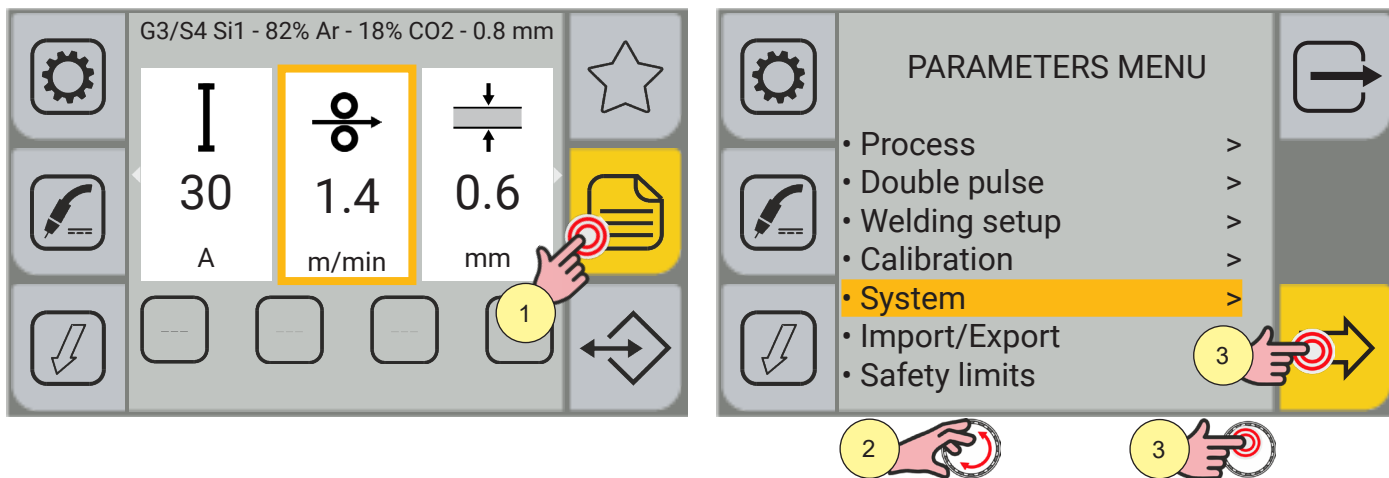 G3/S4 Si1 - 82% Ar - 18% CO2 - 0.8 mm
30
A
1.4
m/min
0.6
mm
---
---
---
1
PARAMETERS MENU
• Process >
• Double pulse >
• Welding setup >
• Calibration >
• System >
• Import/Export
• Safety limits
3
2
3